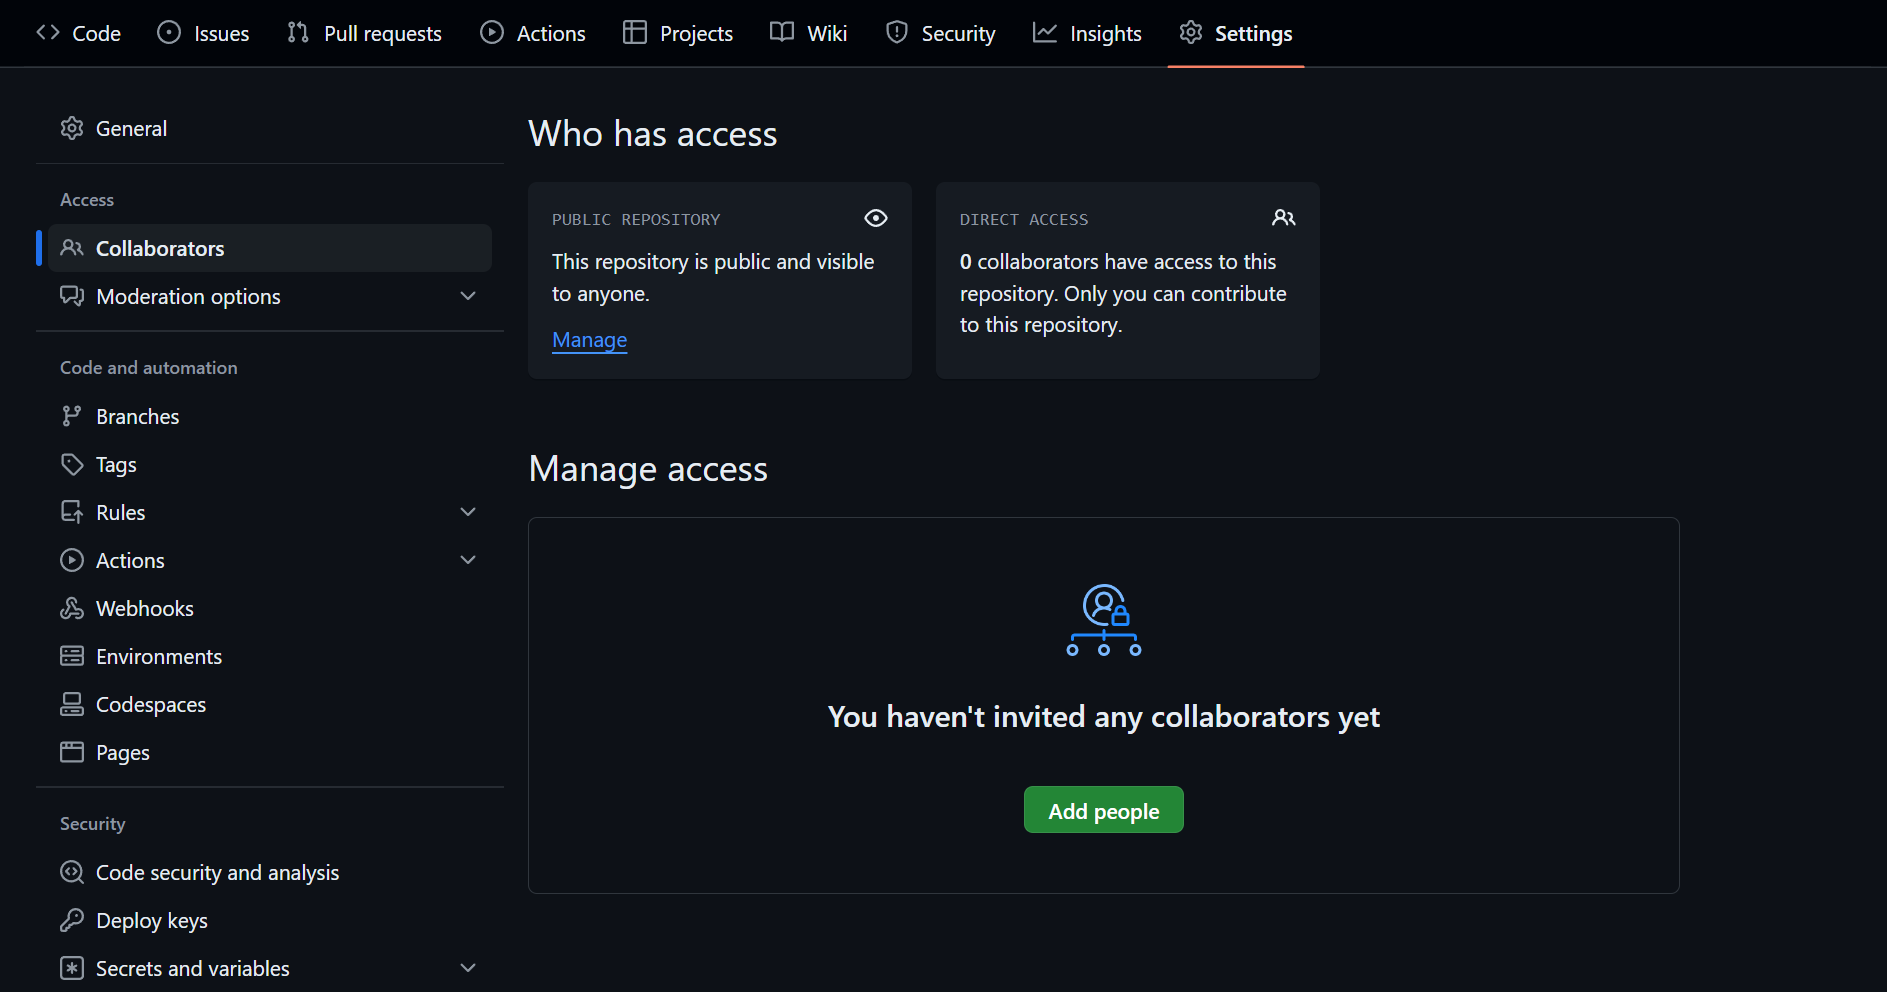 Code Issues Pull requests Actions Projects Wiki Security Insights Settings
General
Access
Collaborators
Moderation options
Code and automation
Branches
Tags
Rules
Actions
Webhooks
Environments
Codespaces
Pages
Security
Code security and analysis
Deploy keys
Secrets and variables
Who has access
PUBLIC REPOSITORY
This repository is public and visible
to anyone.
Manage
DIRECT ACCESS
0 collaborators have access to this
repository. Only you can contribute
to this repository.
Manage access
You haven't invited any collaborators yet
Add people